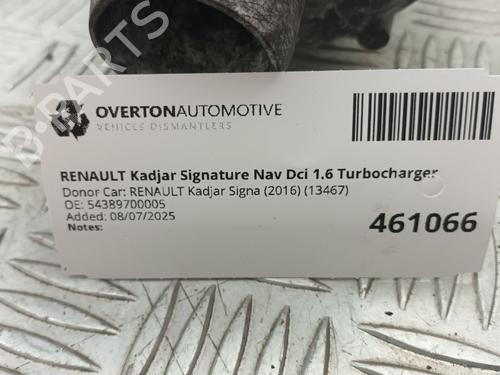 B-PARTS
OVERTONAUTOMOTIVE
VEHICLE DISMANTLERS
RENAULT Kadjar Signature Nav Dci 1.6 Turbocharger
Donor Car: RENAULT Kadjar Signa (2016) (13467)
OE: 54389700005
Added: 08/07/2025
Notes:
461066